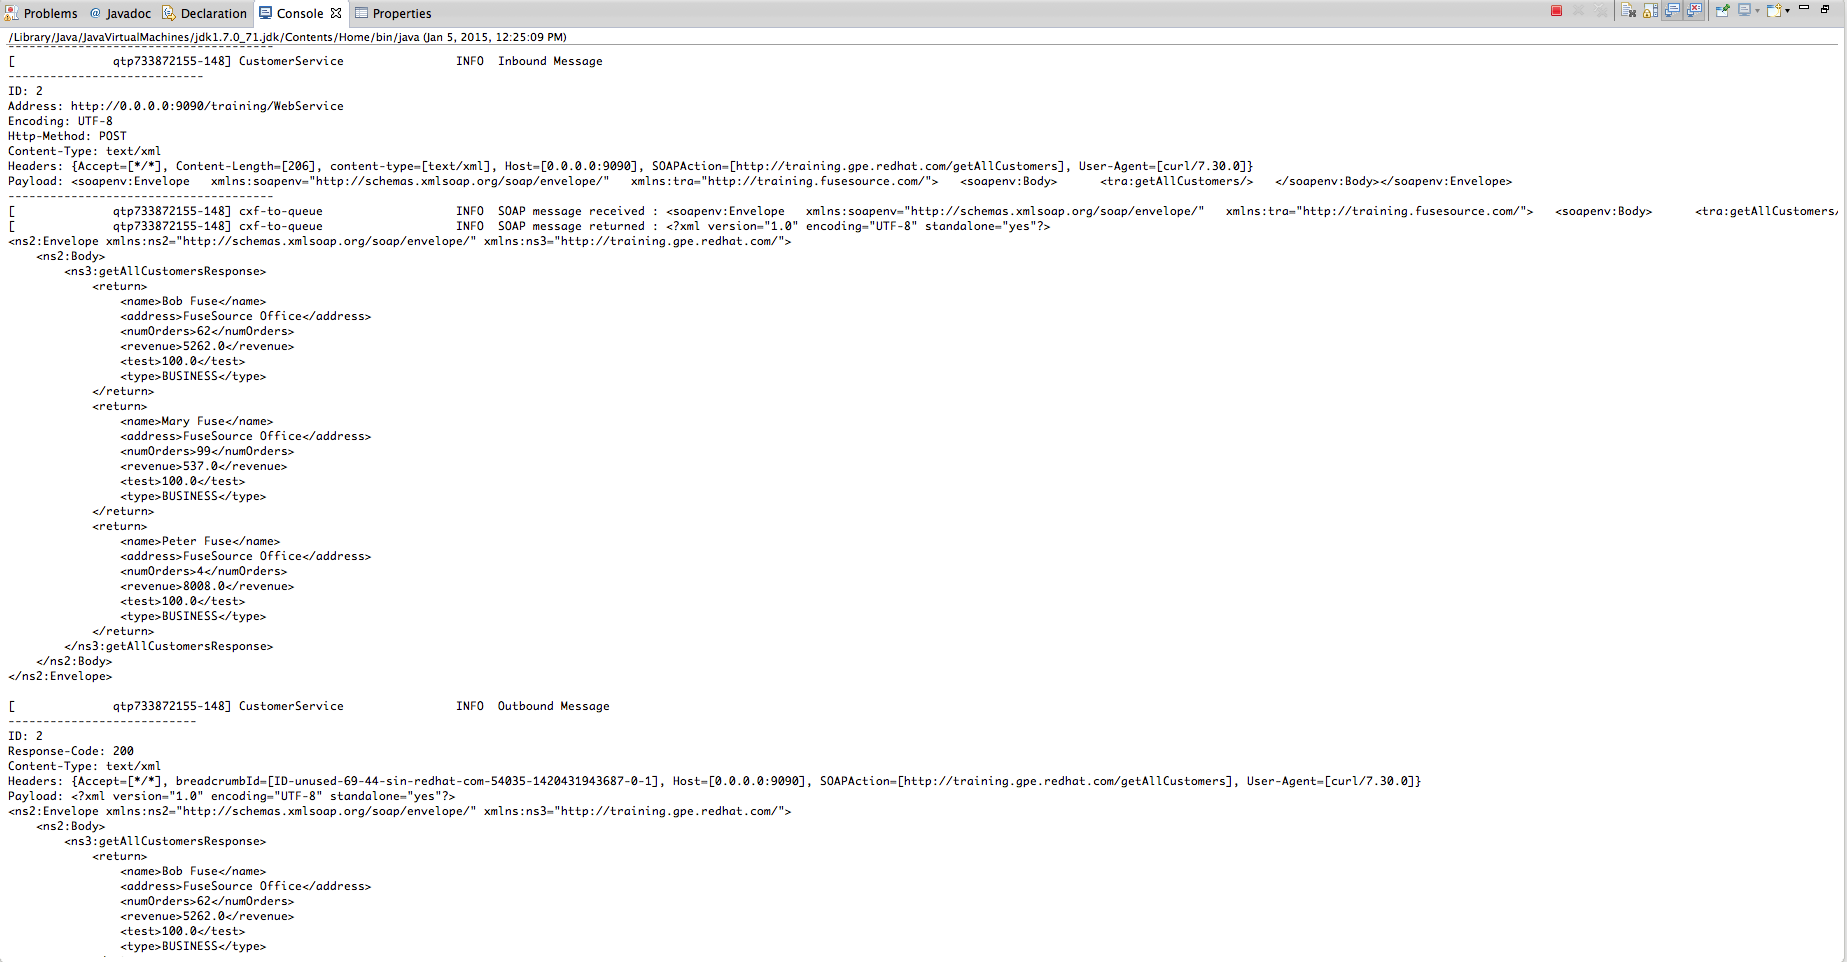 Problems @ Javadoc Declaration Console Properties
/Library/Java/JavaVirtualMachines/jdk1.7.0_71.jdk/Contents/Home/bin/java (Jan 5, 2015, 12:25:09 PM)
--------------------------------------
[              qtp733872155-148] CustomerService                INFO  Inbound Message
----------------------------
ID: 2
Address: http://0.0.0.0:9090/training/WebService
Encoding: UTF-8
Http-Method: POST
Content-Type: text/xml
Headers: {Accept=[*/*], Content-Length=[206], content-type=[text/xml], Host=[0.0.0.0:9090], SOAPAction=[http://training.gpe.redhat.com/getAllCustomers], User-Agent=[curl/7.30.0]}
Payload: <soapenv:Envelope   xmlns:soapenv="http://schemas.xmlsoap.org/soap/envelope/"   xmlns:tra="http://training.fusesource.com/">   <soapenv:Body>      <tra:getAllCustomers/>   </soapenv:Body></soapenv:Envelope>
--------------------------------------
[              qtp733872155-148] cxf-to-queue                   INFO  SOAP message received : <soapenv:Envelope   xmlns:soapenv="http://schemas.xmlsoap.org/soap/envelope/"   xmlns:tra="http://training.fusesource.com/">   <soapenv:Body>      <tra:getAllCustomers/
[              qtp733872155-148] cxf-to-queue                   INFO  SOAP message returned : <?xml version="1.0" encoding="UTF-8" standalone="yes"?>
<ns2:Envelope xmlns:ns2="http://schemas.xmlsoap.org/soap/envelope/" xmlns:ns3="http://training.gpe.redhat.com/">
    <ns2:Body>
        <ns3:getAllCustomersResponse>
            <return>
                <name>Bob Fuse</name>
                <address>FuseSource Office</address>
                <numOrders>62</numOrders>
                <revenue>5262.0</revenue>
                <test>100.0</test>
                <type>BUSINESS</type>
            </return>
            <return>
                <name>Mary Fuse</name>
                <address>FuseSource Office</address>
                <numOrders>99</numOrders>
                <revenue>537.0</revenue>
                <test>100.0</test>
                <type>BUSINESS</type>
            </return>
            <return>
                <name>Peter Fuse</name>
                <address>FuseSource Office</address>
                <numOrders>4</numOrders>
                <revenue>8008.0</revenue>
                <test>100.0</test>
                <type>BUSINESS</type>
            </return>
        </ns3:getAllCustomersResponse>
    </ns2:Body>
</ns2:Envelope>
[              qtp733872155-148] CustomerService                INFO  Outbound Message
---------------------------
ID: 2
Response-Code: 200
Content-Type: text/xml
Headers: {Accept=[*/*], breadcrumbId=[ID-unused-69-44-sin-redhat-com-54035-1420431943687-0-1], Host=[0.0.0.0:9090], SOAPAction=[http://training.gpe.redhat.com/getAllCustomers], User-Agent=[curl/7.30.0]}
Payload: <?xml version="1.0" encoding="UTF-8" standalone="yes"?>
<ns2:Envelope xmlns:ns2="http://schemas.xmlsoap.org/soap/envelope/" xmlns:ns3="http://training.gpe.redhat.com/">
    <ns2:Body>
        <ns3:getAllCustomersResponse>
            <return>
                <name>Bob Fuse</name>
                <address>FuseSource Office</address>
                <numOrders>62</numOrders>
                <revenue>5262.0</revenue>
                <test>100.0</test>
                <type>BUSINESS</type>